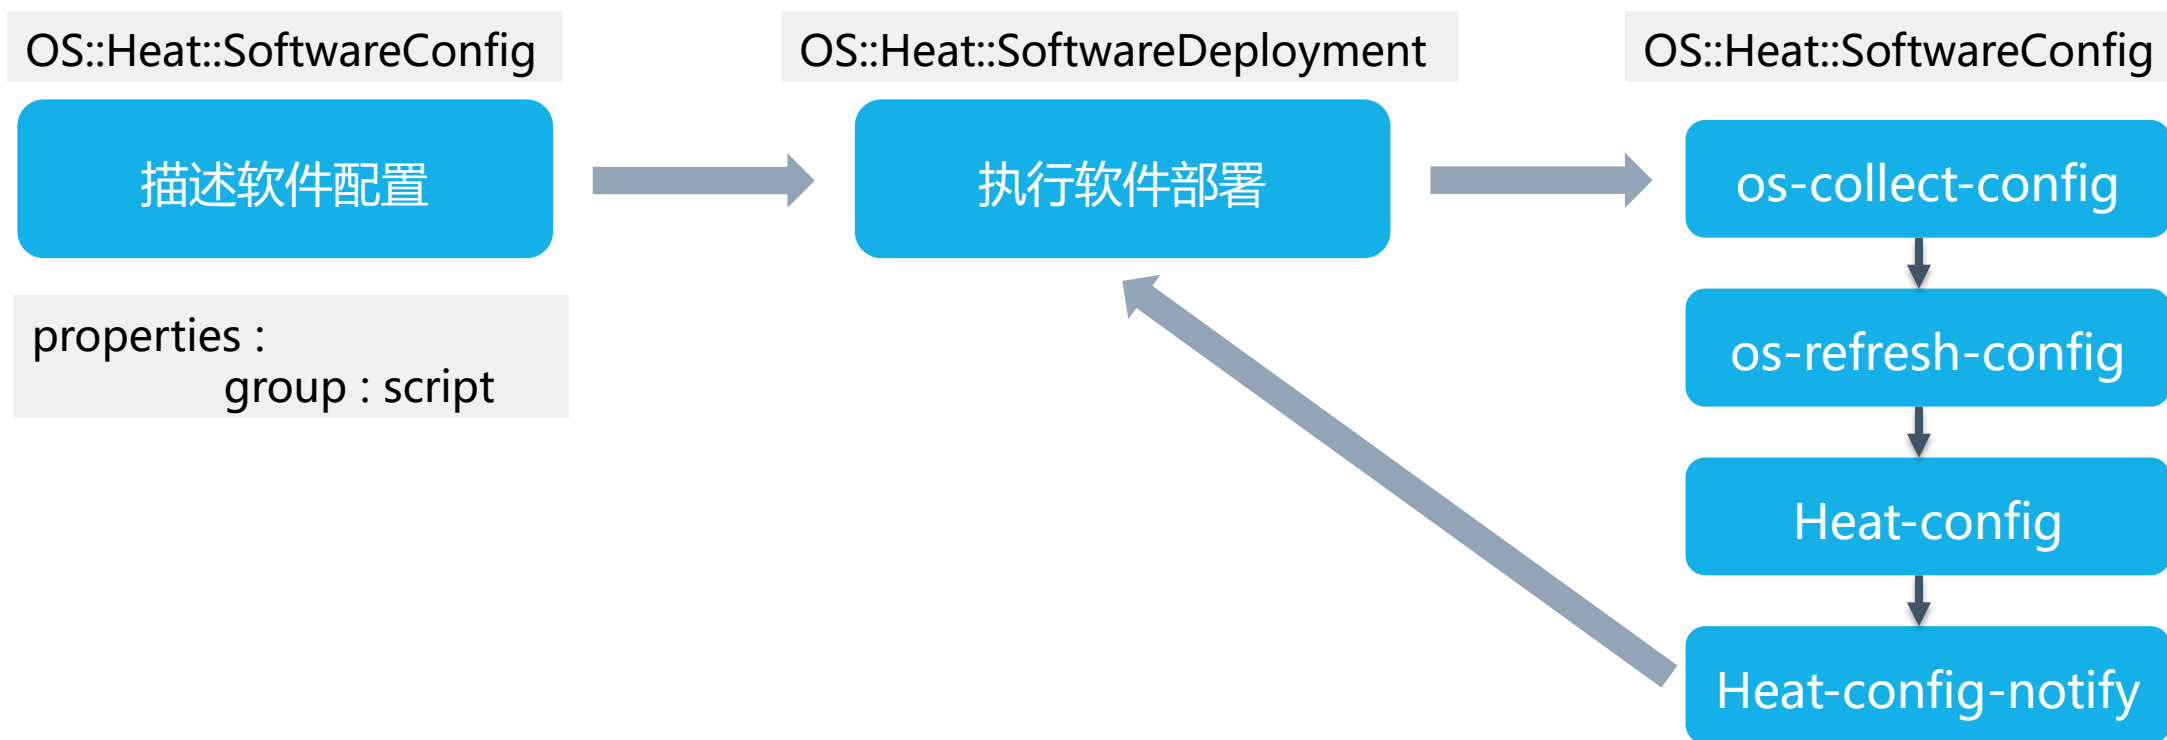 OS::Heat::SoftwareConfig
描述软件配置
properties :
group : script
OS::Heat::SoftwareDeployment
执行软件部署
OS::Heat::SoftwareConfig
os-collect-config
os-refresh-config
Heat-config
Heat-config-notify